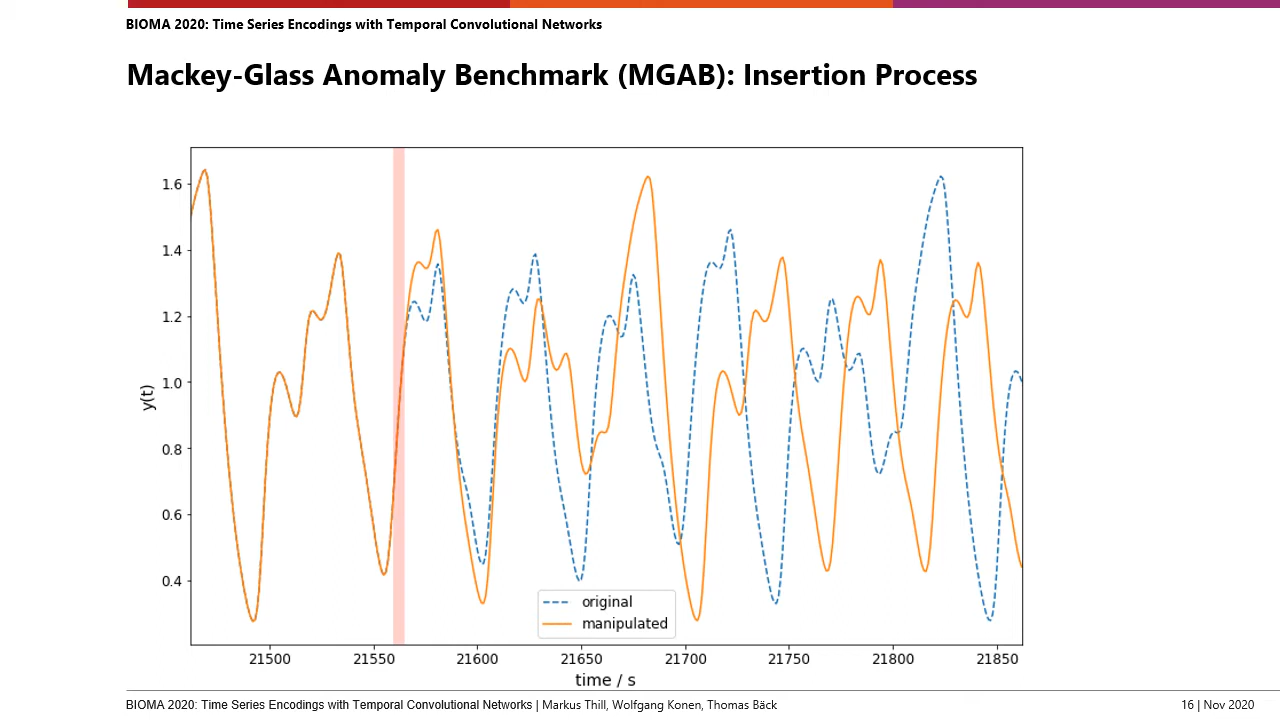 BIOMA 2020: Time Series Encodings with Temporal Convolutional Networks
Mackey-Glass Anomaly Benchmark (MGAB): Insertion Process
1.6
1.4
1.2
1.0
0.8
0.6
0.4
y(t)
original
manipulated
21500 21550 21600 21650 21700 21750 21800 21850
time / s
BIOMA 2020: Time Series Encodings with Temporal Convolutional Networks | Markus Thill, Wolfgang Konen, Thomas Bäck 16 | Nov 2020